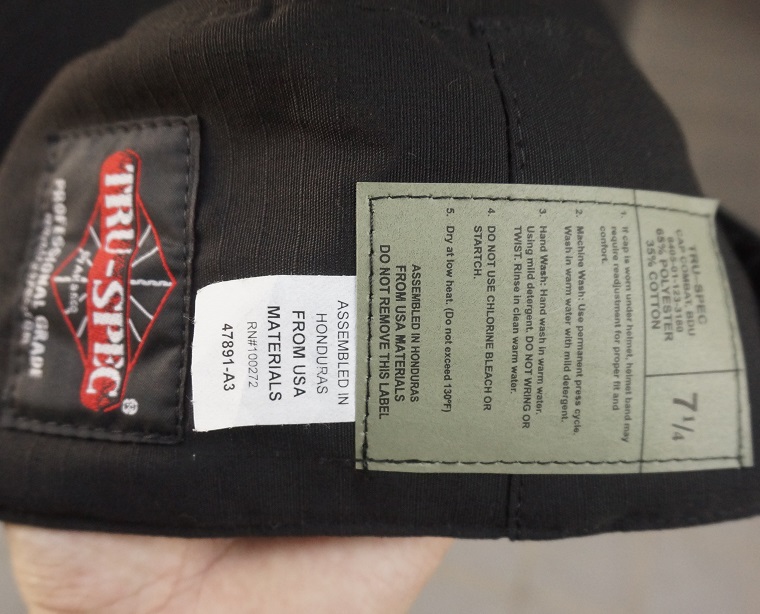 TRU-SPEC
®
PROFESSIONAL GRADE
TRU-SPEC
CAP COMBAT, BDU
65% POLYESTER
35% COTTON
7 1/4
1. If cap is worn under helmet, helmet band may
require readjustment for proper fit and
comfort.
2. Machine Wash: Use permanent press cycle.
Wash in warm water with mild detergent.
3. Hand Wash: Hand wash in warm water.
Using mild detergent. DO NOT WRING OR
TWIST. Rinse in clean warm water.
4. DO NOT USE CHLORINE BLEACH OR
STARTCH.
5. Dry at low heat. (Do not exceed 130°F)
ASSEMBLED IN HONDURAS
FROM USA MATERIALS
DO NOT REMOVE THIS LABEL
ASSEMBLED IN
HONDURAS
FROM USA
MATERIALS
RN#100272
47891-A3